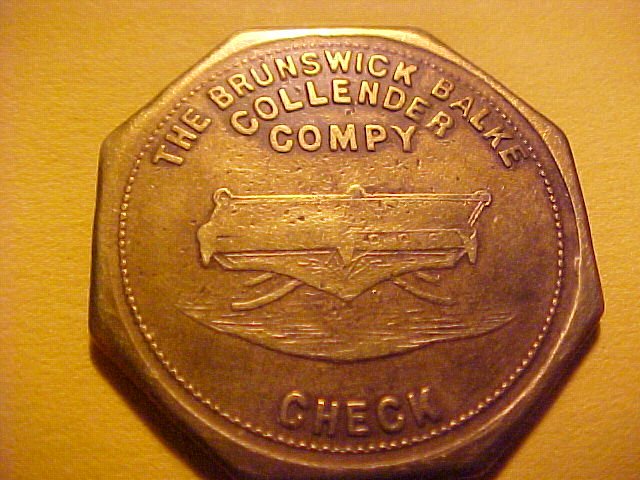 THE BRUNSWICK BALKE
COLLENDER
COMPY
CHECK